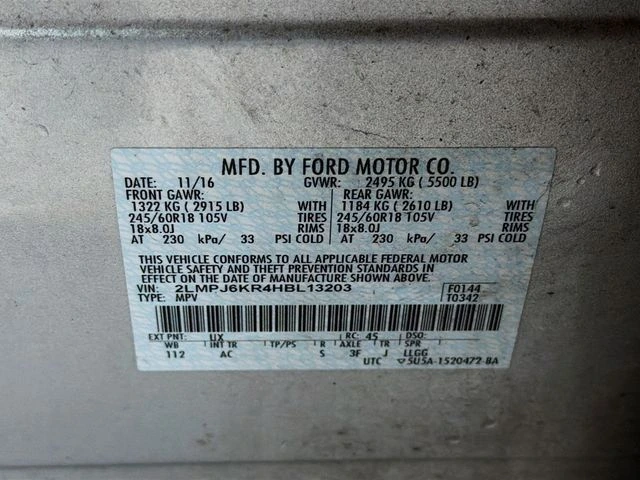 MFD. BY FORD MOTOR CO.
DATE: 11/16 GVWR: 2495 KG ( 5500 LB)
FRONT GAWR: REAR GAWR:
1322 KG ( 2915 LB) WITH 1184 KG ( 2610 LB) WITH
245/60R18 105V TIRES 245/60R18 105V TIRES
18x8.0J RIMS 18x8.0J RIMS
AT 230 kPa/ 33 PSI COLD AT 230 kPa/ 33 PSI COLD
THIS VEHICLE CONFORMS TO ALL APPLICABLE FEDERAL MOTOR
VEHICLE SAFETY AND THEFT PREVENTION STANDARDS IN
EFFECT ON THE DATE OF MANUFACTURE SHOWN ABOVE.
VIN: 2LMPJ6KR4HBL13203 F0144
TYPE: MPV T0342
EXT PNT: UX RC: 45 DSO:
WB INT TR TP/PS R AXLE TR SPR
112 AC S 3F J LLGG
UTC ▽5U5A-1520472-BA